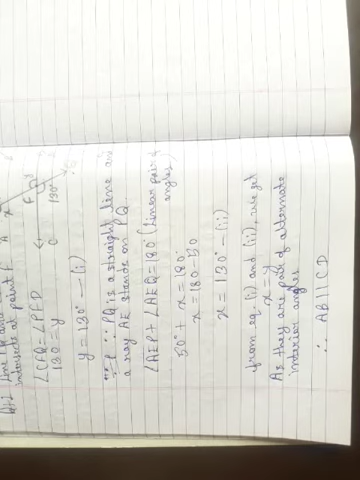 Line
intersects at point F.
A
x
F
y
130°
C
∠CFQ = ∠PFD
130 = y
y = 130° — (i)
∵ PQ is a straight line and
a ray AE stands on PQ
∠AEP + ∠AEQ = 180° (Linear pair of
angles)
50° + x = 180°
x = 180 - 50
x = 130° — (ii)
from eq. (i) and (ii), we get
x = y
As they are pair of alternate
interior angles
∴ AB || CD